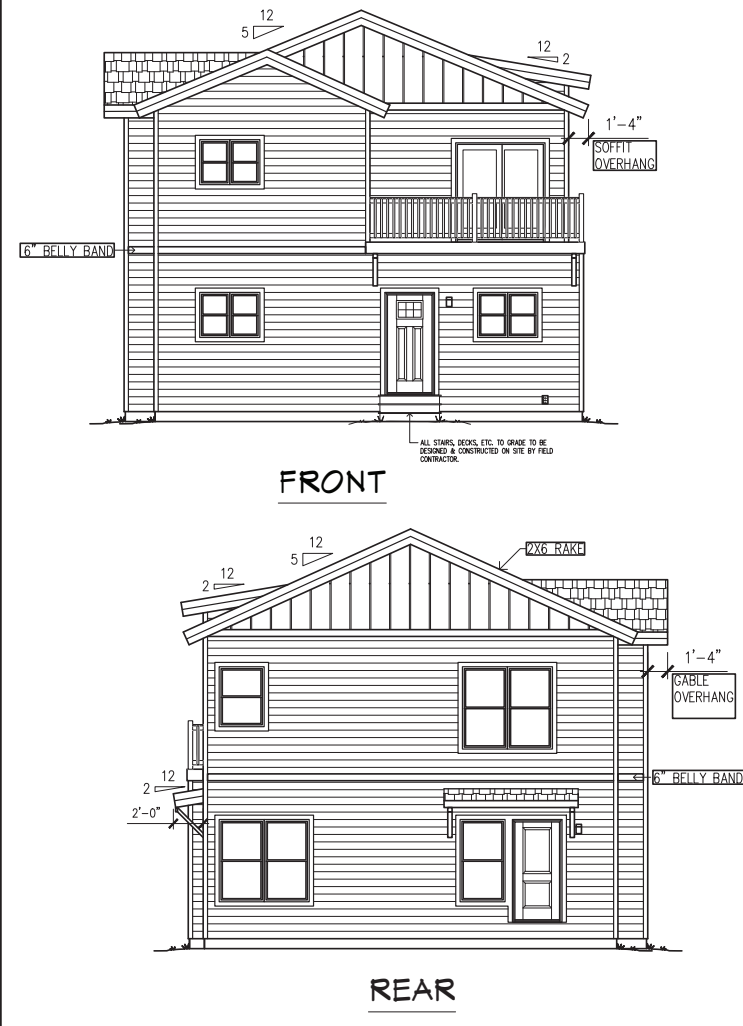 12
5
12
2
1'-4"
SOFFIT
OVERHANG
6" BELLY BAND
ALL STAIRS, DECKS, ETC. TO GRADE TO BE
DESIGNED & CONSTRUCTED ON SITE BY FIELD
CONTRACTOR.
FRONT
12
5
2X6 RAKE
12
2
1'-4"
GABLE
OVERHANG
12
2
6" BELLY BAND
2'-0"
REAR